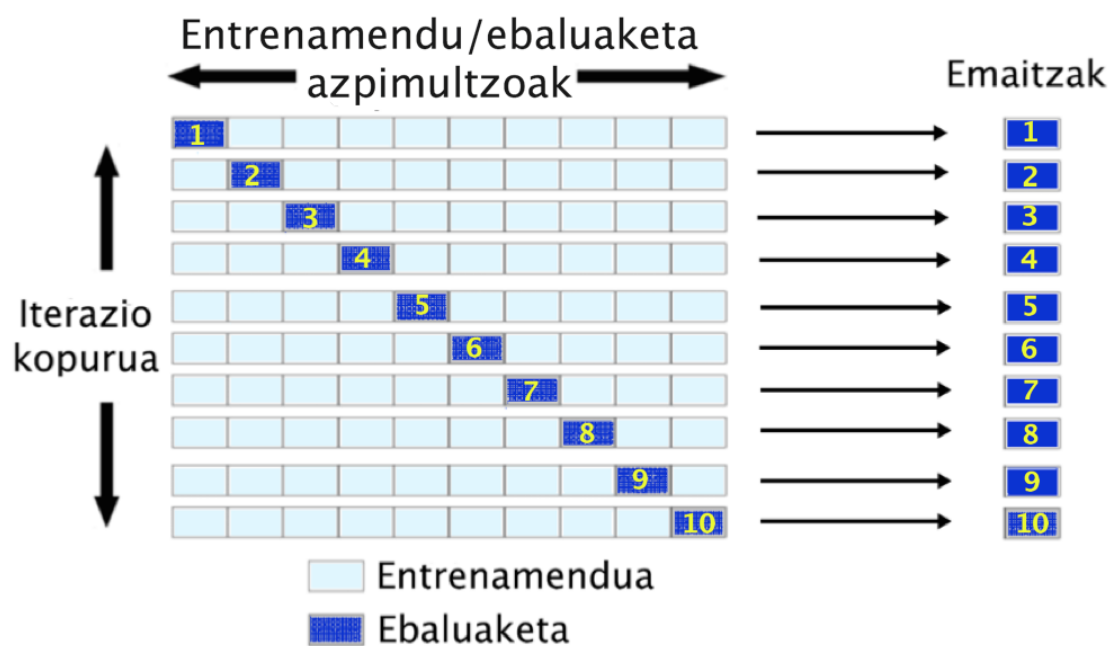 Entrenamendu/ebaluaketa
azpimultzoak
Emaitzak
1 1
2 2
3 3
4 4
Iterazio
kopurua
5 5
6 6
7 7
8 8
9 9
10 10
Entrenamendua
Ebaluaketa